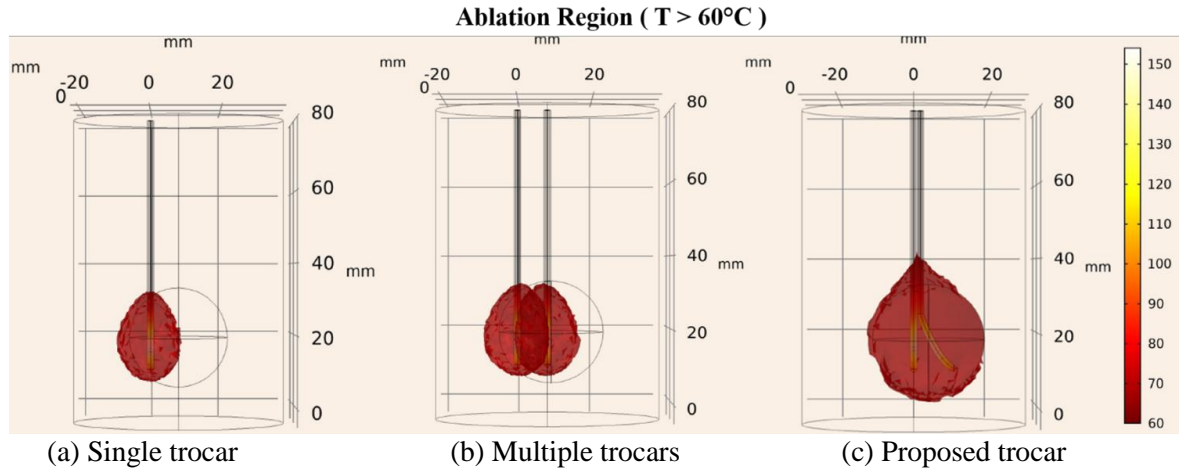 Ablation Region ( T > 60°C )
mm
mm
-20 0 20
0
80
60
40 mm
20
0
mm
mm
-20 0 20
0
80
60
40 mm
20
0
mm
mm
-20 0 20
0
80
60
40 mm
20
0
150
140
130
120
110
100
90
80
70
60
(a) Single trocar
(b) Multiple trocars
(c) Proposed trocar